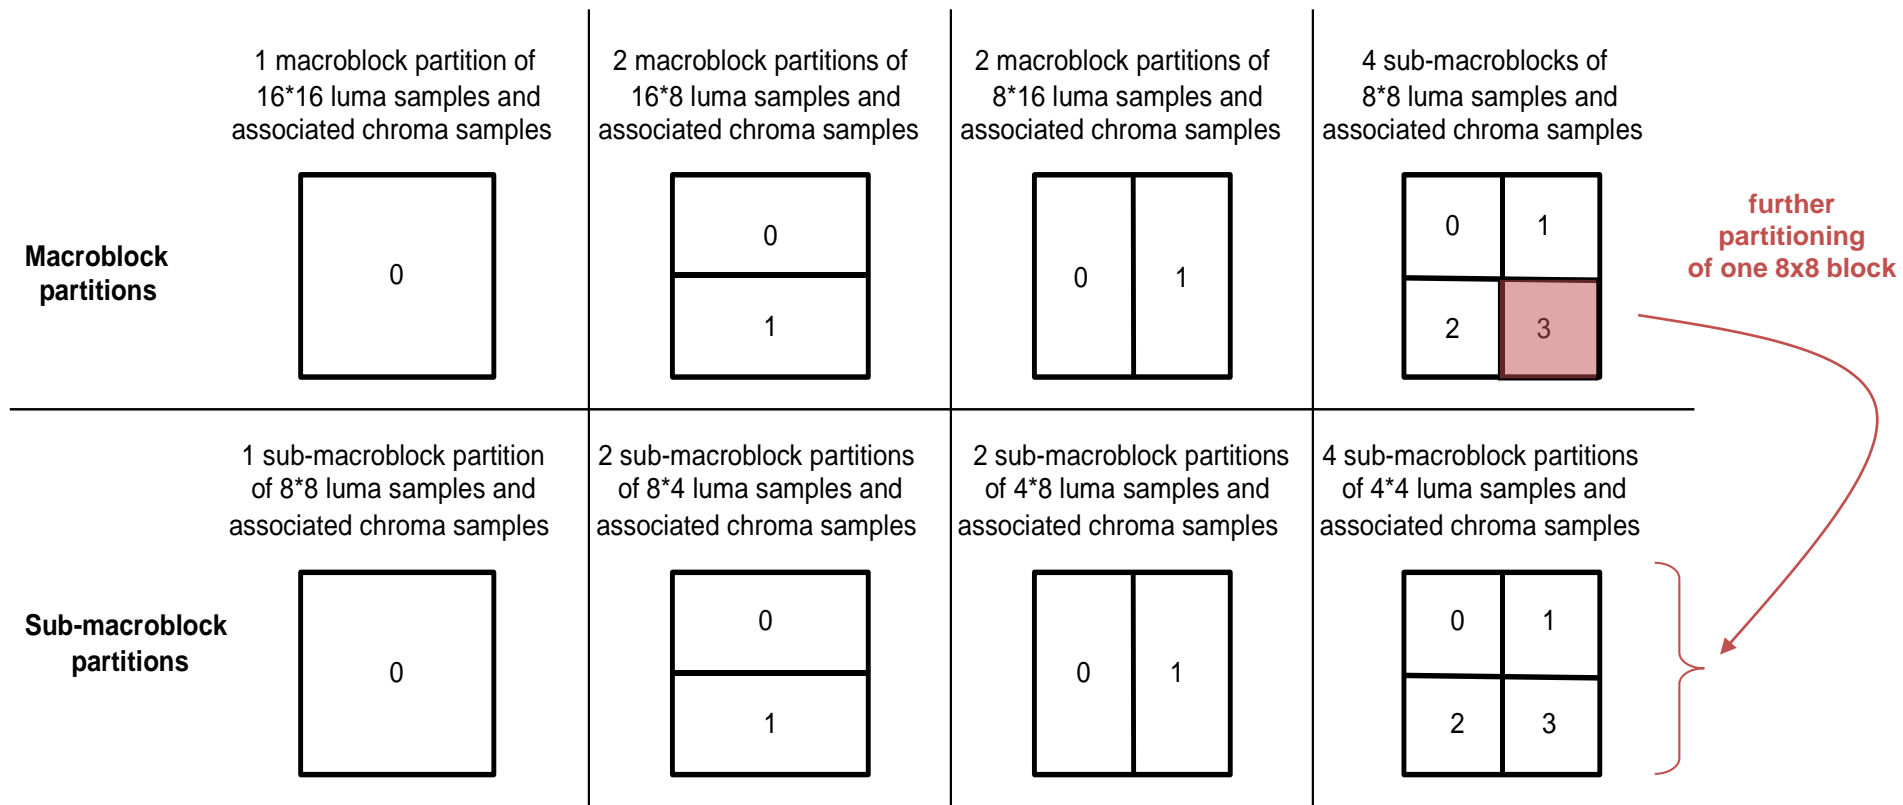 1 macroblock partition of
16*16 luma samples and
associated chroma samples
2 macroblock partitions of
16*8 luma samples and
associated chroma samples
2 macroblock partitions of
8*16 luma samples and
associated chroma samples
4 sub-macroblocks of
8*8 luma samples and
associated chroma samples
Macroblock
partitions
0
0
1
0 1
0 1
2 3
further
partitioning
of one 8x8 block
1 sub-macroblock partition
of 8*8 luma samples and
associated chroma samples
2 sub-macroblock partitions
of 8*4 luma samples and
associated chroma samples
2 sub-macroblock partitions
of 4*8 luma samples and
associated chroma samples
4 sub-macroblock partitions
of 4*4 luma samples and
associated chroma samples
Sub-macroblock
partitions
0
0
1
0 1
0 1
2 3